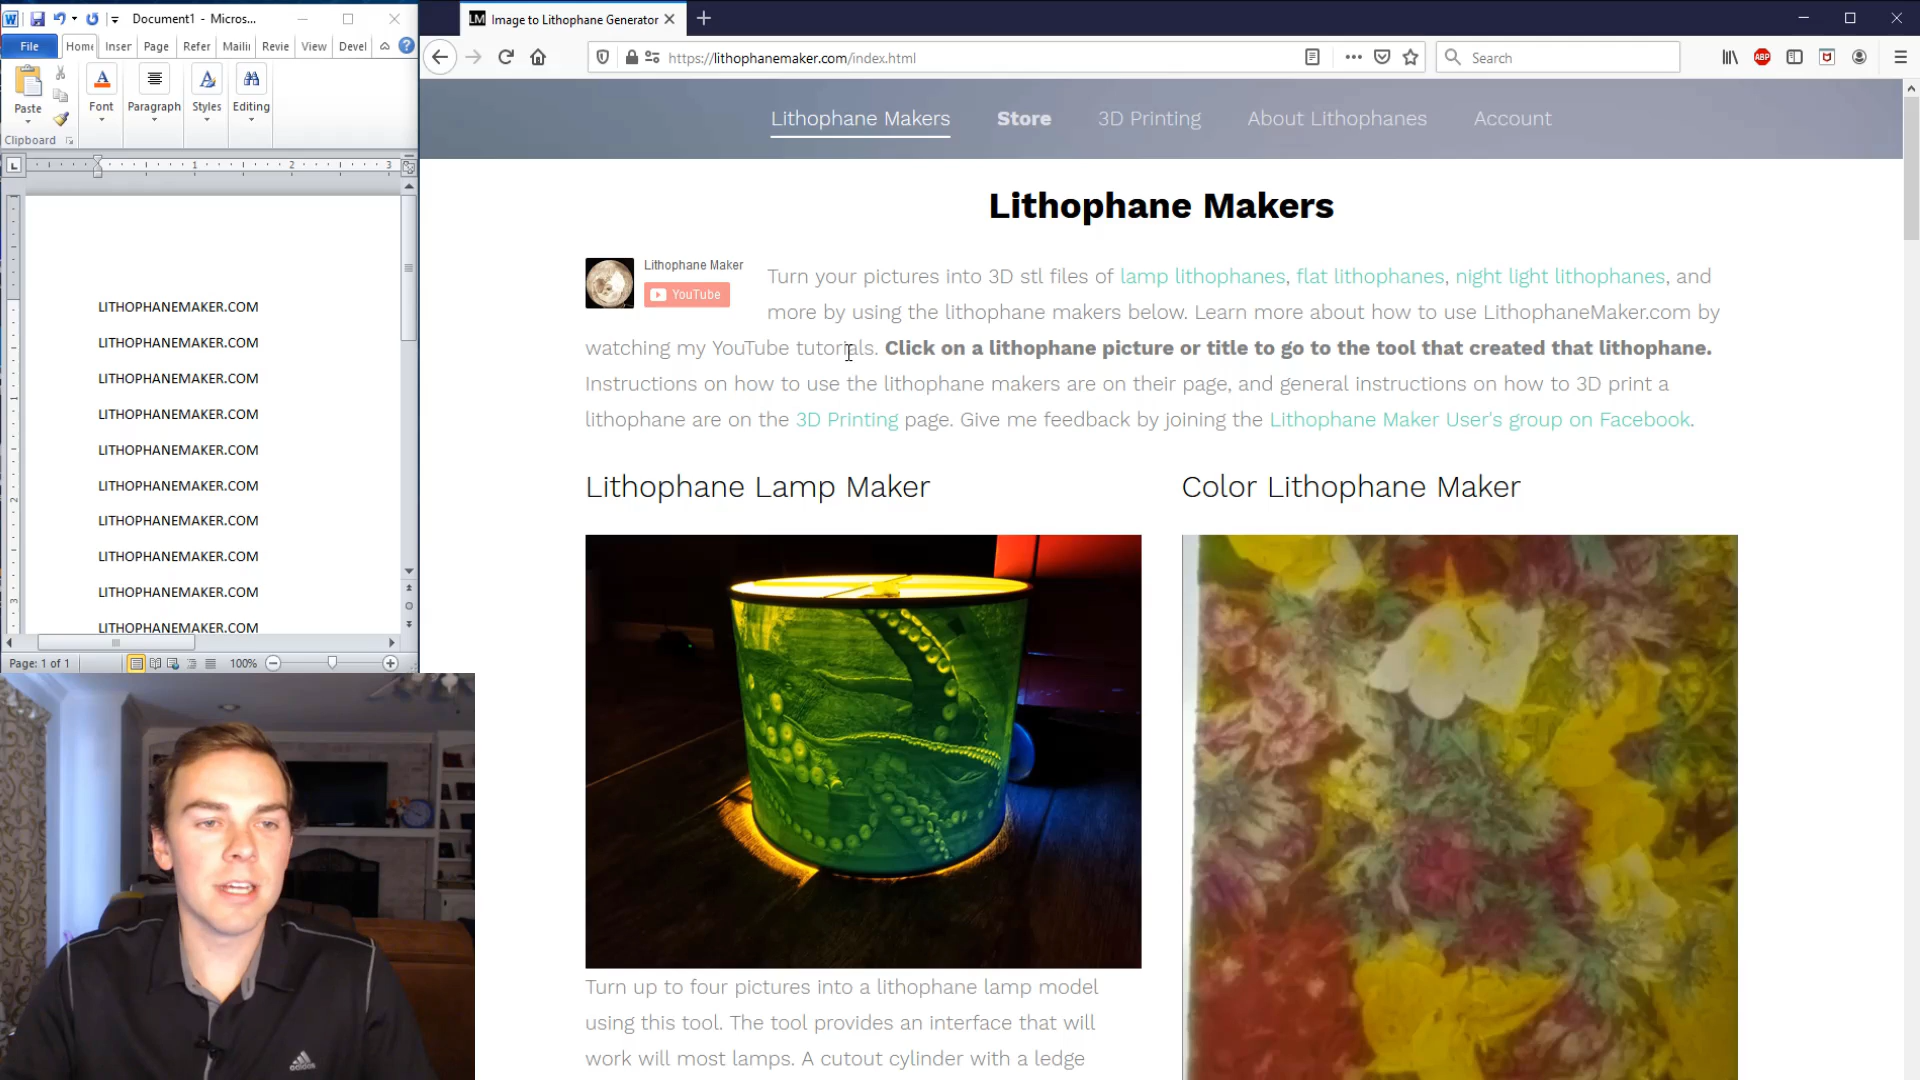 Document1 - Micros...
File Home Inser Page Refer Mailin Revie View Devel
Paste Font Paragraph Styles Editing
Clipboard
1 2 3
LITHOPHANEMAKER.COM
LITHOPHANEMAKER.COM
LITHOPHANEMAKER.COM
LITHOPHANEMAKER.COM
LITHOPHANEMAKER.COM
LITHOPHANEMAKER.COM
LITHOPHANEMAKER.COM
LITHOPHANEMAKER.COM
LITHOPHANEMAKER.COM
LITHOPHANEMAKER.COM
Page: 1 of 1 100%
LM Image to Lithophane Generator
https://lithophanemaker.com/index.html
Search
ABP
Lithophane Makers Store 3D Printing About Lithophanes Account
Lithophane Makers
Lithophane Maker
YouTube
Turn your pictures into 3D stl files of lamp lithophanes, flat lithophanes, night light lithophanes, and
more by using the lithophane makers below. Learn more about how to use LithophaneMaker.com by
watching my YouTube tutorials. Click on a lithophane picture or title to go to the tool that created that lithophane.
Instructions on how to use the lithophane makers are on their page, and general instructions on how to 3D print a
lithophane are on the 3D Printing page. Give me feedback by joining the Lithophane Maker User's group on Facebook.
Lithophane Lamp Maker
Color Lithophane Maker
Turn up to four pictures into a lithophane lamp model
using this tool. The tool provides an interface that will
work will most lamps. A cutout cylinder with a ledge
adidas